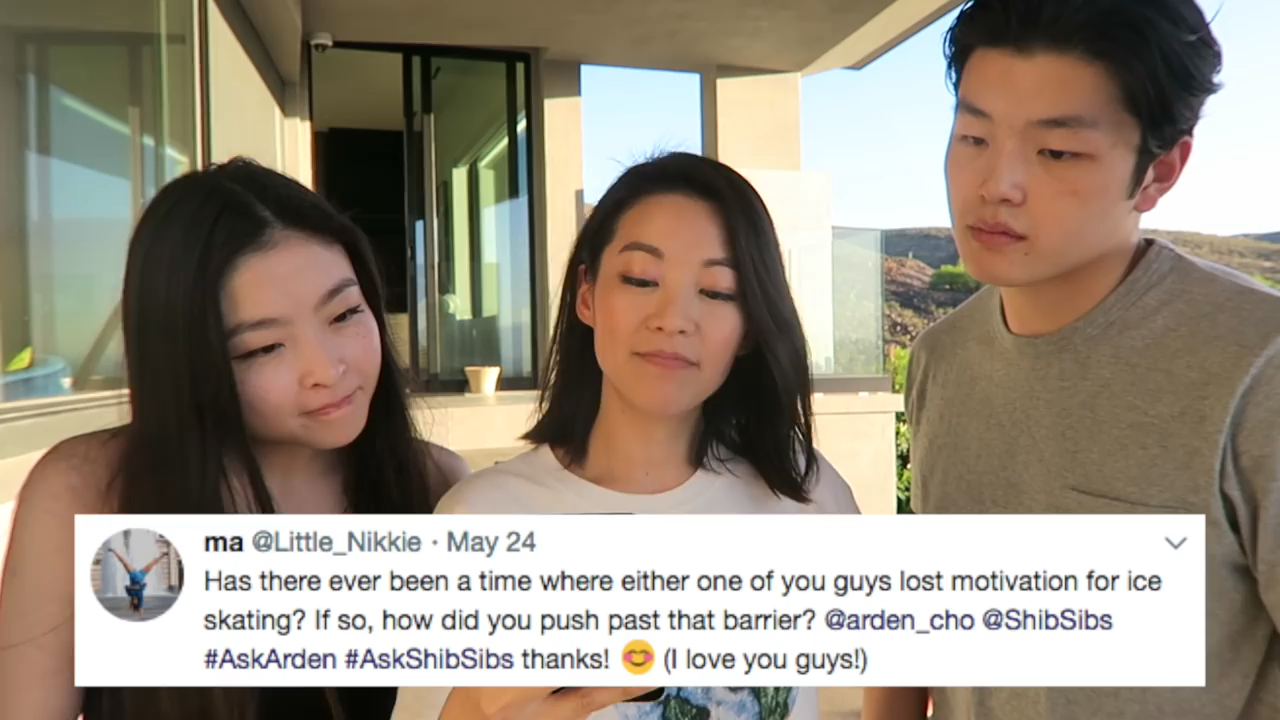 ma @Little_Nikkie · May 24
Has there ever been a time where either one of you guys lost motivation for ice
skating? If so, how did you push past that barrier? @arden_cho @ShibSibs
#AskArden #AskShibSibs thanks! 😊 (I love you guys!)